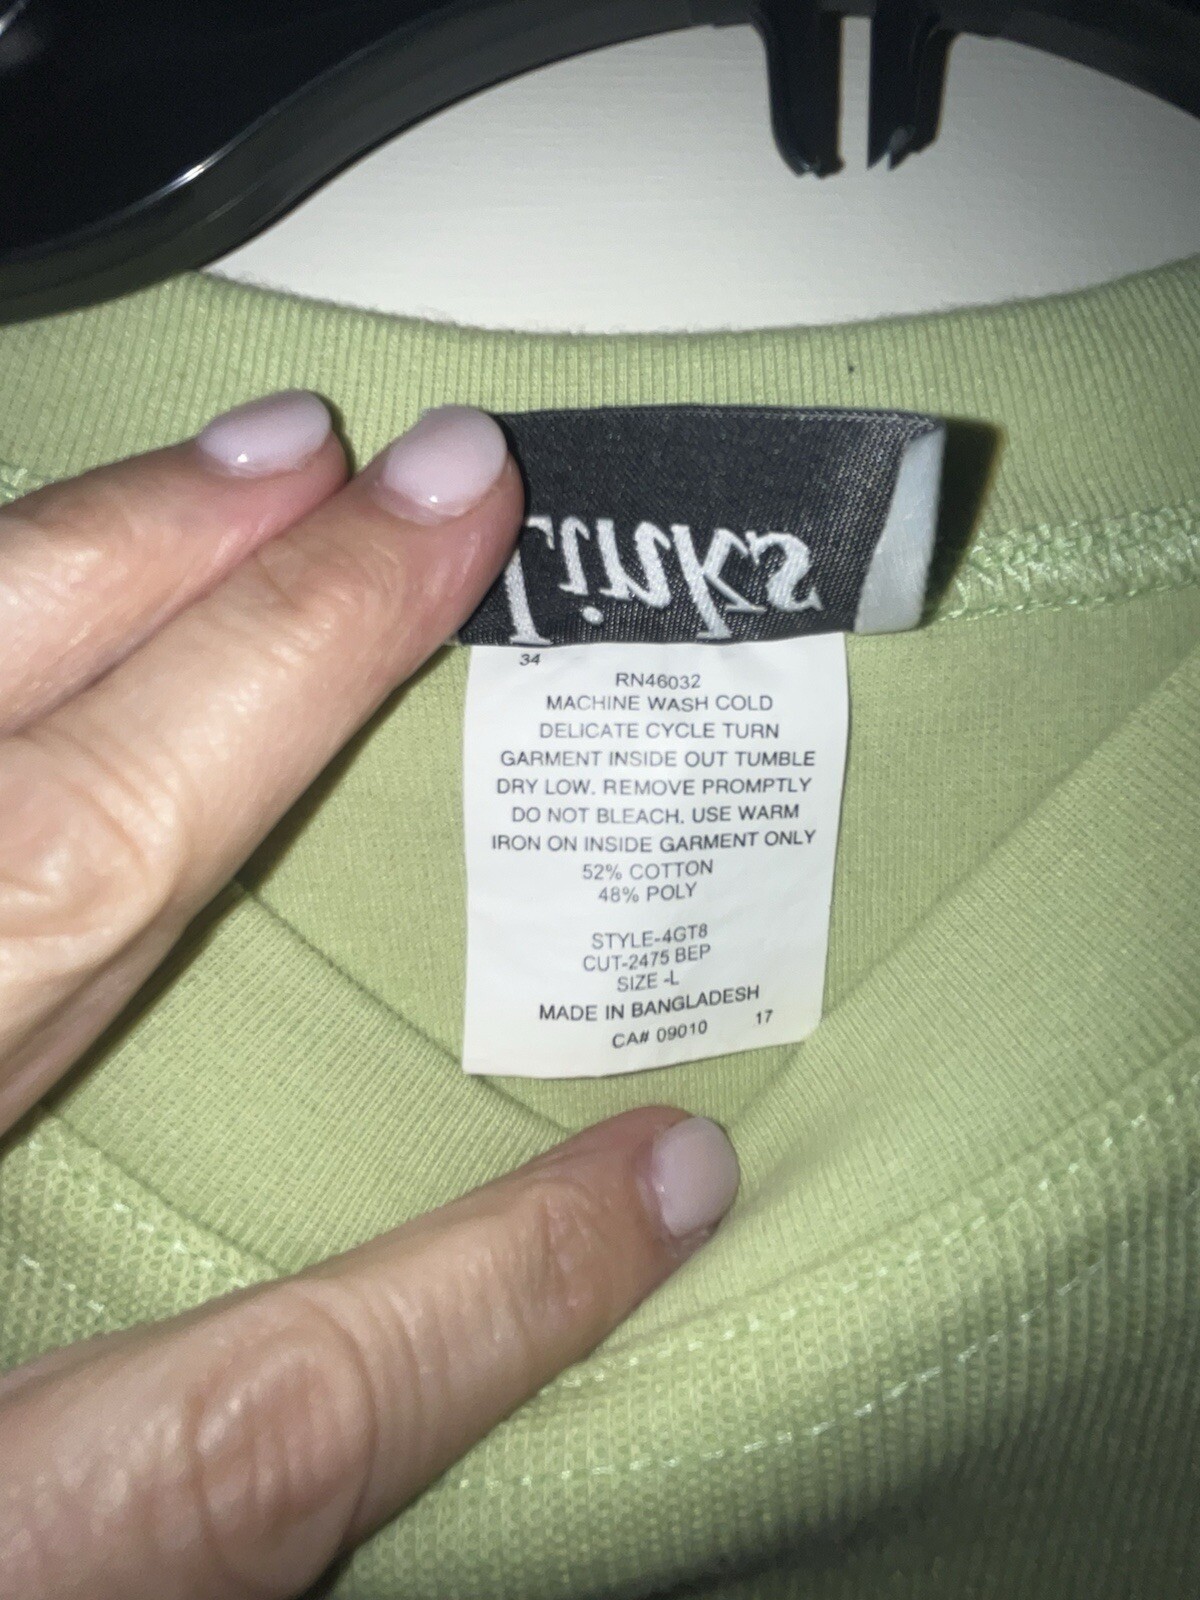 Links
34
RN46032
MACHINE WASH COLD
DELICATE CYCLE TURN
GARMENT INSIDE OUT TUMBLE
DRY LOW. REMOVE PROMPTLY
DO NOT BLEACH. USE WARM
IRON ON INSIDE GARMENT ONLY
52% COTTON
48% POLY
STYLE-4GT8
CUT-2475 BEP
SIZE -L
MADE IN BANGLADESH
CA# 09010 17